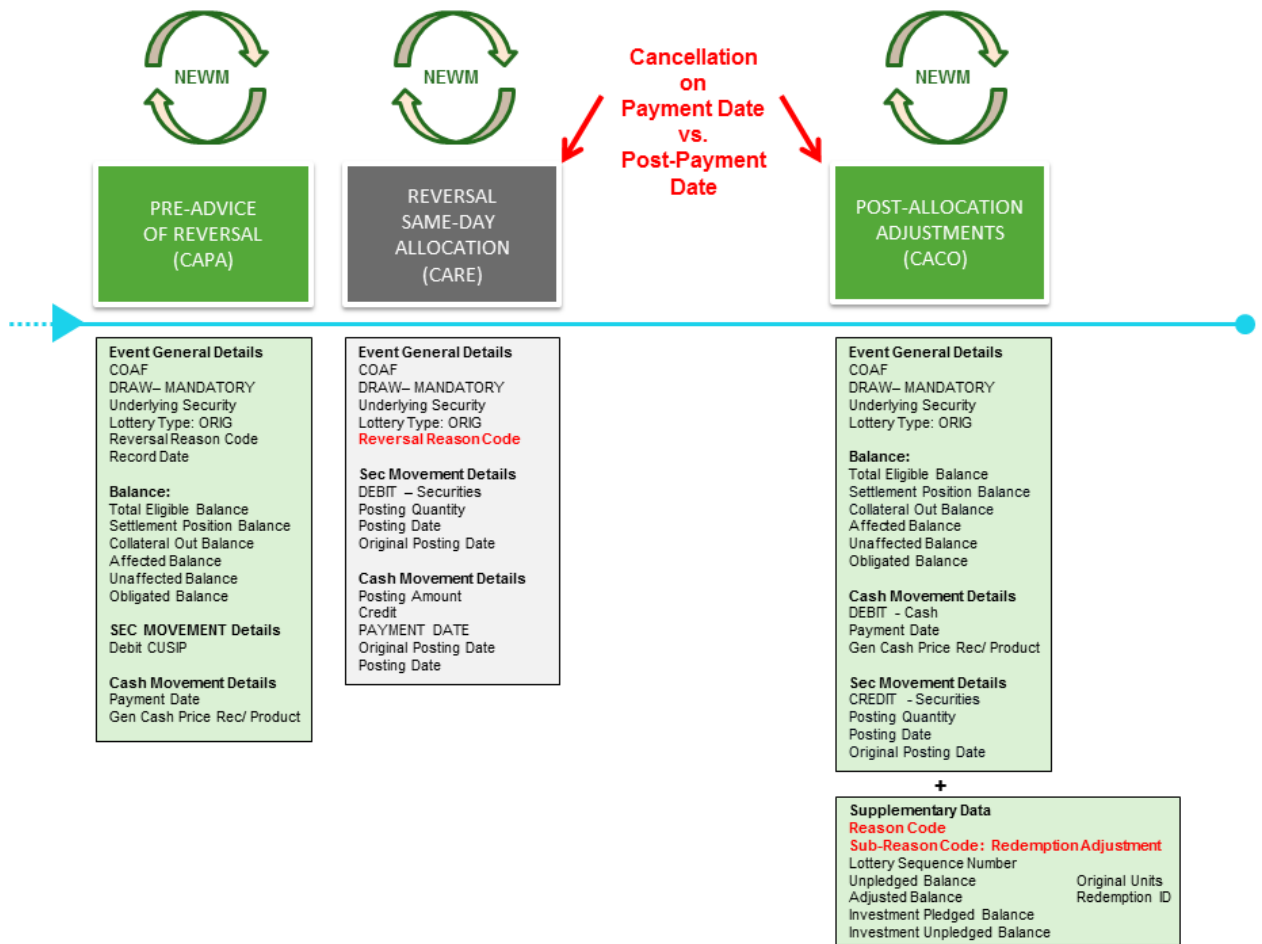 NEWM
NEWM
Cancellation
on
Payment Date
vs.
Post-Payment
Date
NEWM
PRE-ADVICE
OF REVERSAL
(CAPA)
REVERSAL
SAME-DAY
ALLOCATION
(CARE)
POST-ALLOCATION
ADJUSTMENTS
(CACO)
Event General Details
COAF
DRAW– MANDATORY
Underlying Security
Lottery Type: ORIG
Reversal Reason Code
Record Date
Balance:
Total Eligible Balance
Settlement Position Balance
Collateral Out Balance
Affected Balance
Unaffected Balance
Obligated Balance
SEC MOVEMENT Details
Debit CUSIP
Cash Movement Details
Payment Date
Gen Cash Price Rec/ Product
Event General Details
COAF
DRAW– MANDATORY
Underlying Security
Lottery Type: ORIG
Reversal Reason Code
Sec Movement Details
DEBIT – Securities
Posting Quantity
Posting Date
Original Posting Date
Cash Movement Details
Posting Amount
Credit
PAYMENT DATE
Original Posting Date
Posting Date
Event General Details
COAF
DRAW– MANDATORY
Underlying Security
Lottery Type: ORIG
Balance:
Total Eligible Balance
Settlement Position Balance
Collateral Out Balance
Affected Balance
Unaffected Balance
Obligated Balance
Cash Movement Details
DEBIT - Cash
Payment Date
Gen Cash Price Rec/ Product
Sec Movement Details
CREDIT - Securities
Posting Quantity
Posting Date
Original Posting Date
+
Supplementary Data
Reason Code
Sub-Reason Code: Redemption Adjustment
Lottery Sequence Number
Unpledged Balance Original Units
Adjusted Balance Redemption ID
Investment Pledged Balance
Investment Unpledged Balance